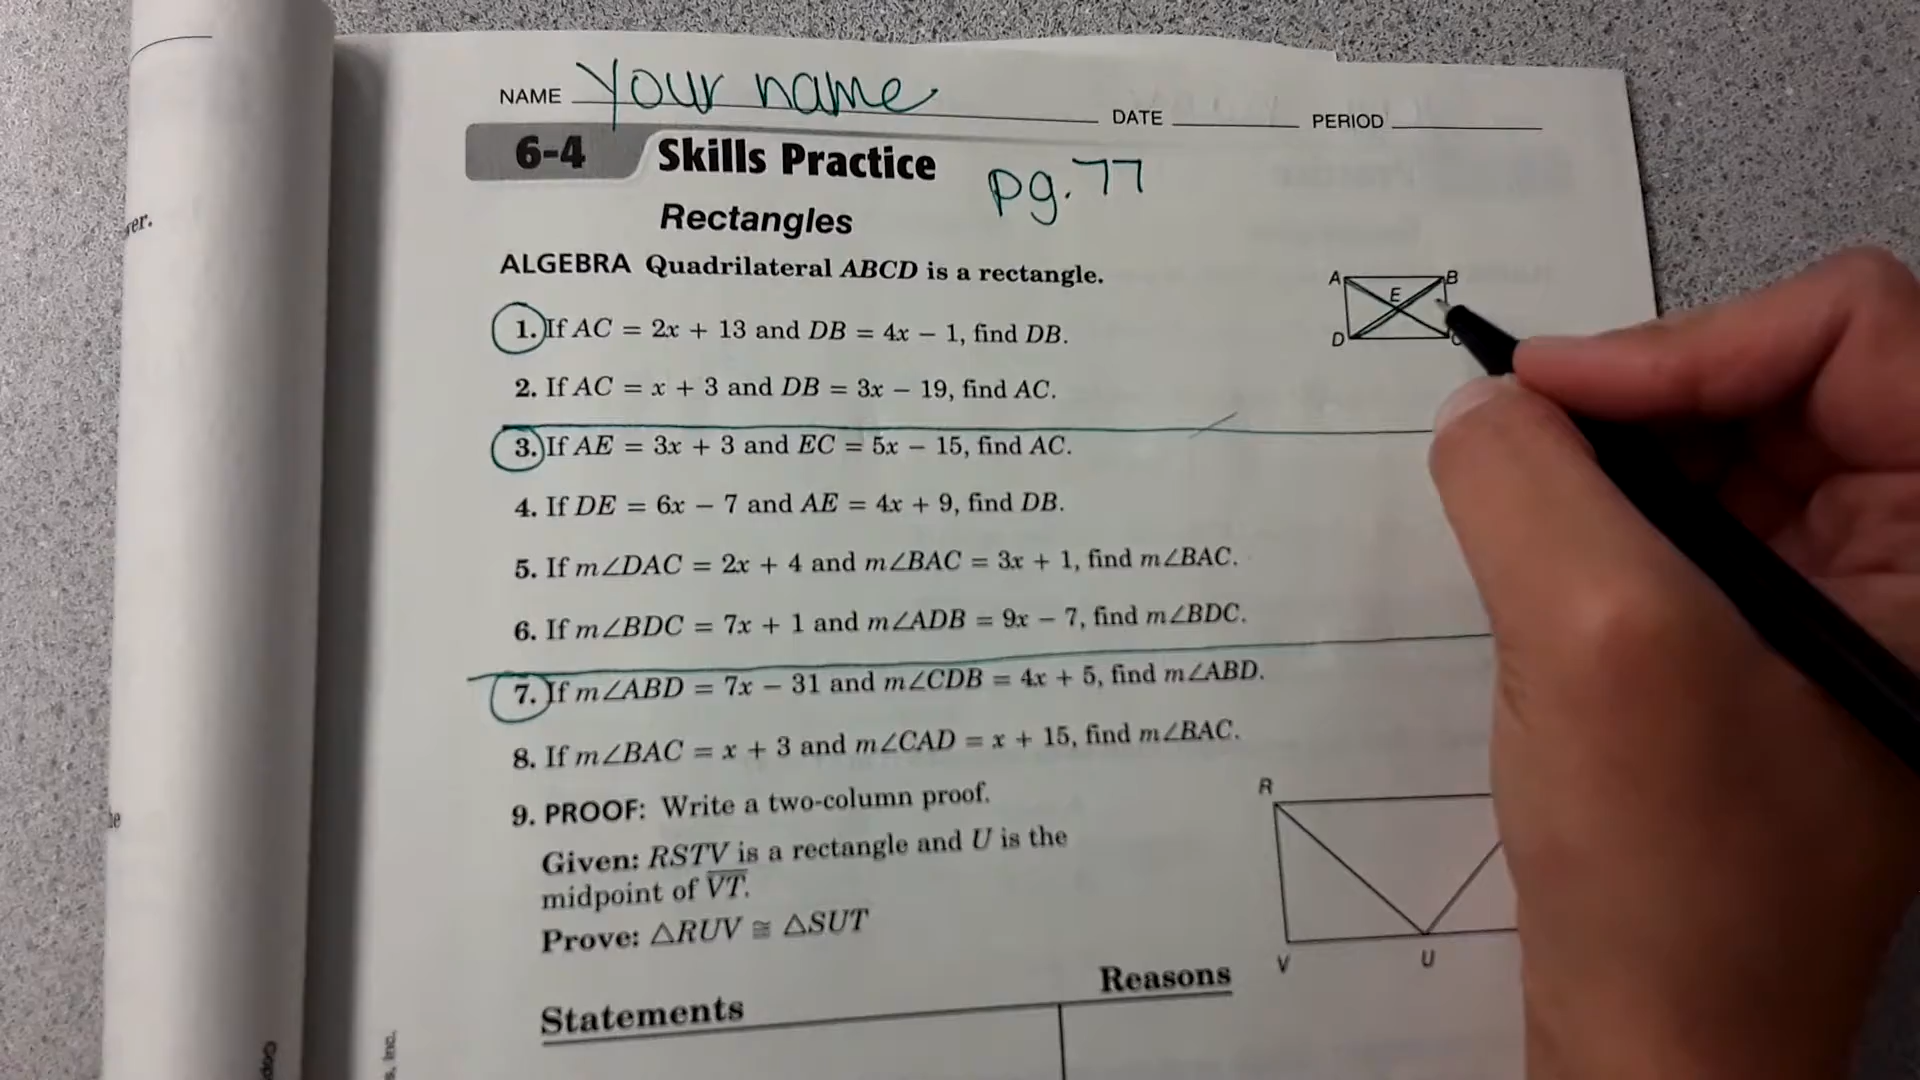 ver.
NAME Your name DATE PERIOD
6-4 Skills Practice pg. 77
Rectangles
ALGEBRA Quadrilateral ABCD is a rectangle.
A B
E
D
1. If AC = 2x + 13 and DB = 4x − 1, find DB.
2. If AC = x + 3 and DB = 3x − 19, find AC.
3. If AE = 3x + 3 and EC = 5x − 15, find AC.
4. If DE = 6x − 7 and AE = 4x + 9, find DB.
5. If m∠DAC = 2x + 4 and m∠BAC = 3x + 1, find m∠BAC.
6. If m∠BDC = 7x + 1 and m∠ADB = 9x − 7, find m∠BDC.
7. If m∠ABD = 7x − 31 and m∠CDB = 4x + 5, find m∠ABD.
8. If m∠BAC = x + 3 and m∠CAD = x + 15, find m∠BAC.
9. PROOF: Write a two-column proof.
Given: RSTV is a rectangle and U is the
midpoint of V̅T̅.
Prove: △RUV ≅ △SUT
R
V U
Statements Reasons
Inc.